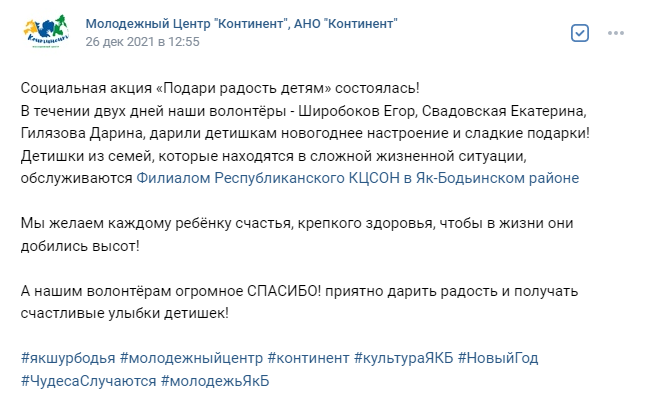 Континент
Молодежный Центр "Континент", АНО "Континент"
26 дек 2021 в 12:55
Социальная акция «Подари радость детям» состоялась!
В течении двух дней наши волонтёры - Широбоков Егор, Свадовская Екатерина,
Гилязова Дарина, дарили детишкам новогоднее настроение и сладкие подарки!
Детишки из семей, которые находятся в сложной жизненной ситуации,
обслуживаются Филиалом Республиканского КЦСОН в Як-Бодьинском районе
Мы желаем каждому ребёнку счастья, крепкого здоровья, чтобы в жизни они
добились высот!
А нашим волонтёрам огромное СПАСИБО! приятно дарить радость и получать
счастливые улыбки детишек!
#якшурбодья #молодежныйцентр #континент #культураЯКБ #НовыйГод
#ЧудесаСлучаются #молодежьЯкБ